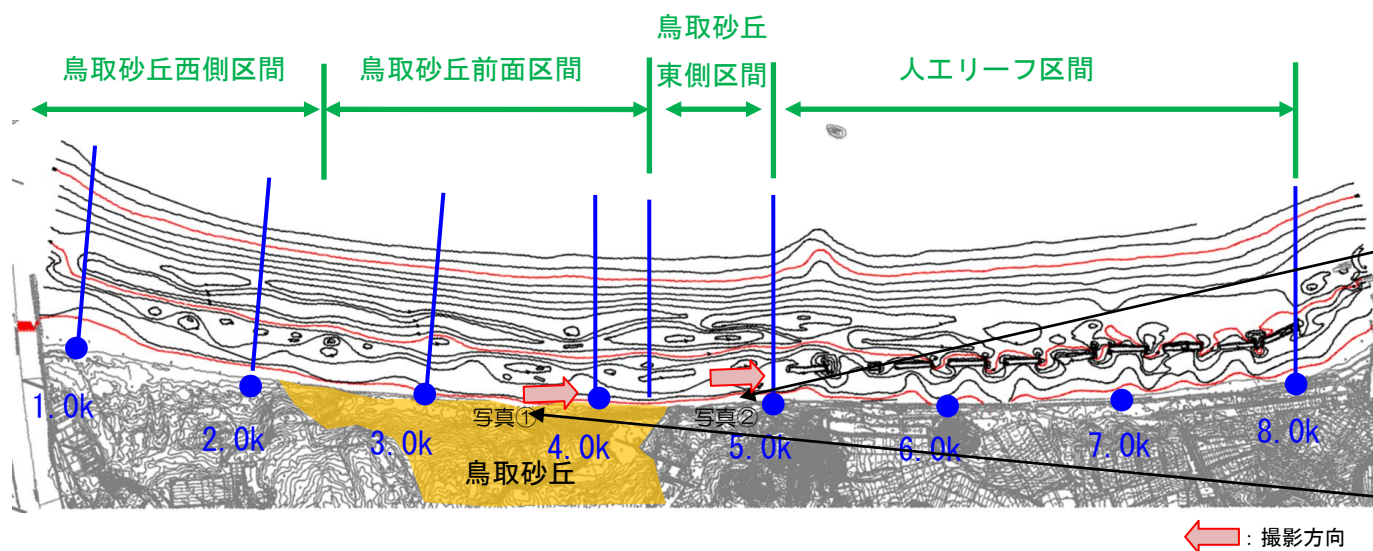 鳥取砂丘西側区間
鳥取砂丘前面区間
鳥取砂丘
東側区間
人工リーフ区間
1.0k
2.0k
3.0k
4.0k
5.0k
6.0k
7.0k
8.0k
写真①
写真②
鳥取砂丘
：撮影方向